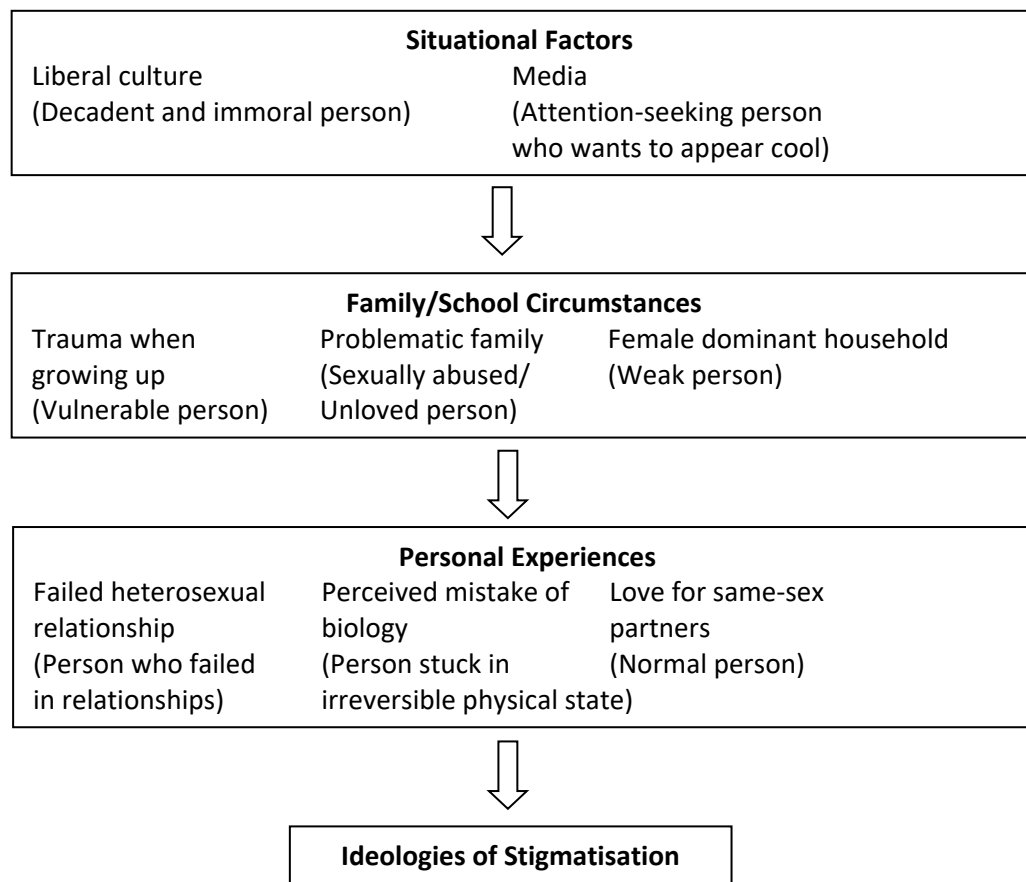 Situational Factors
Liberal culture
(Decadent and immoral person)
Media
(Attention-seeking person
who wants to appear cool)
Family/School Circumstances
Trauma when
growing up
(Vulnerable person)
Problematic family
(Sexually abused/
Unloved person)
Female dominant household
(Weak person)
Personal Experiences
Failed heterosexual
relationship
(Person who failed
in relationships)
Perceived mistake of
biology
(Person stuck in
irreversible physical state)
Love for same-sex
partners
(Normal person)
Ideologies of Stigmatisation